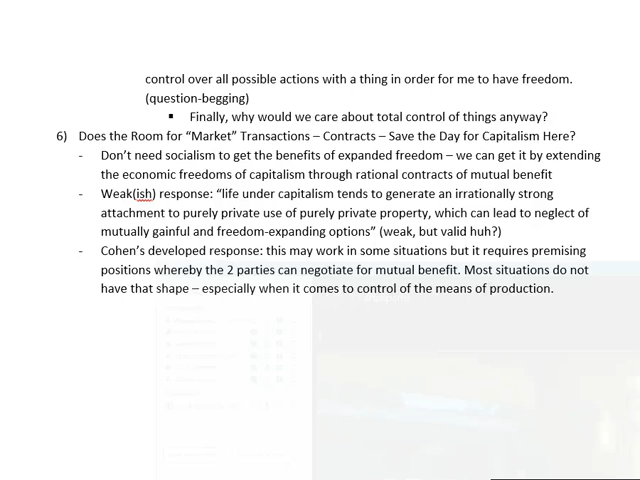 control over all possible actions with a thing in order for me to have freedom.
(question-begging)
▪ Finally, why would we care about total control of things anyway?
6) Does the Room for “Market” Transactions – Contracts – Save the Day for Capitalism Here?
- Don’t need socialism to get the benefits of expanded freedom – we can get it by extending
the economic freedoms of capitalism through rational contracts of mutual benefit
- Weak(ish) response: “life under capitalism tends to generate an irrationally strong
attachment to purely private use of purely private property, which can lead to neglect of
mutually gainful and freedom-expanding options” (weak, but valid huh?)
- Cohen’s developed response: this may work in some situations but it requires premising
positions whereby the 2 parties can negotiate for mutual benefit. Most situations do not
have that shape – especially when it comes to control of the means of production.